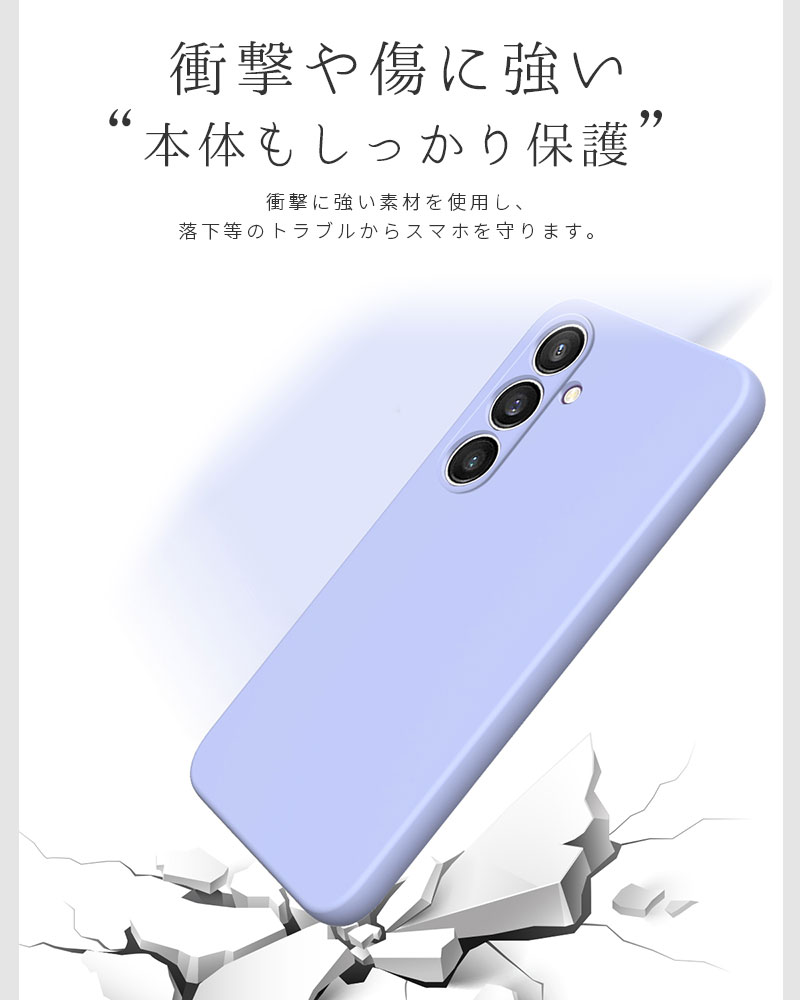 衝撃や傷に強い
“本体もしっかり保護”
衝撃に強い素材を使用し、
落下等のトラブルからスマホを守ります。